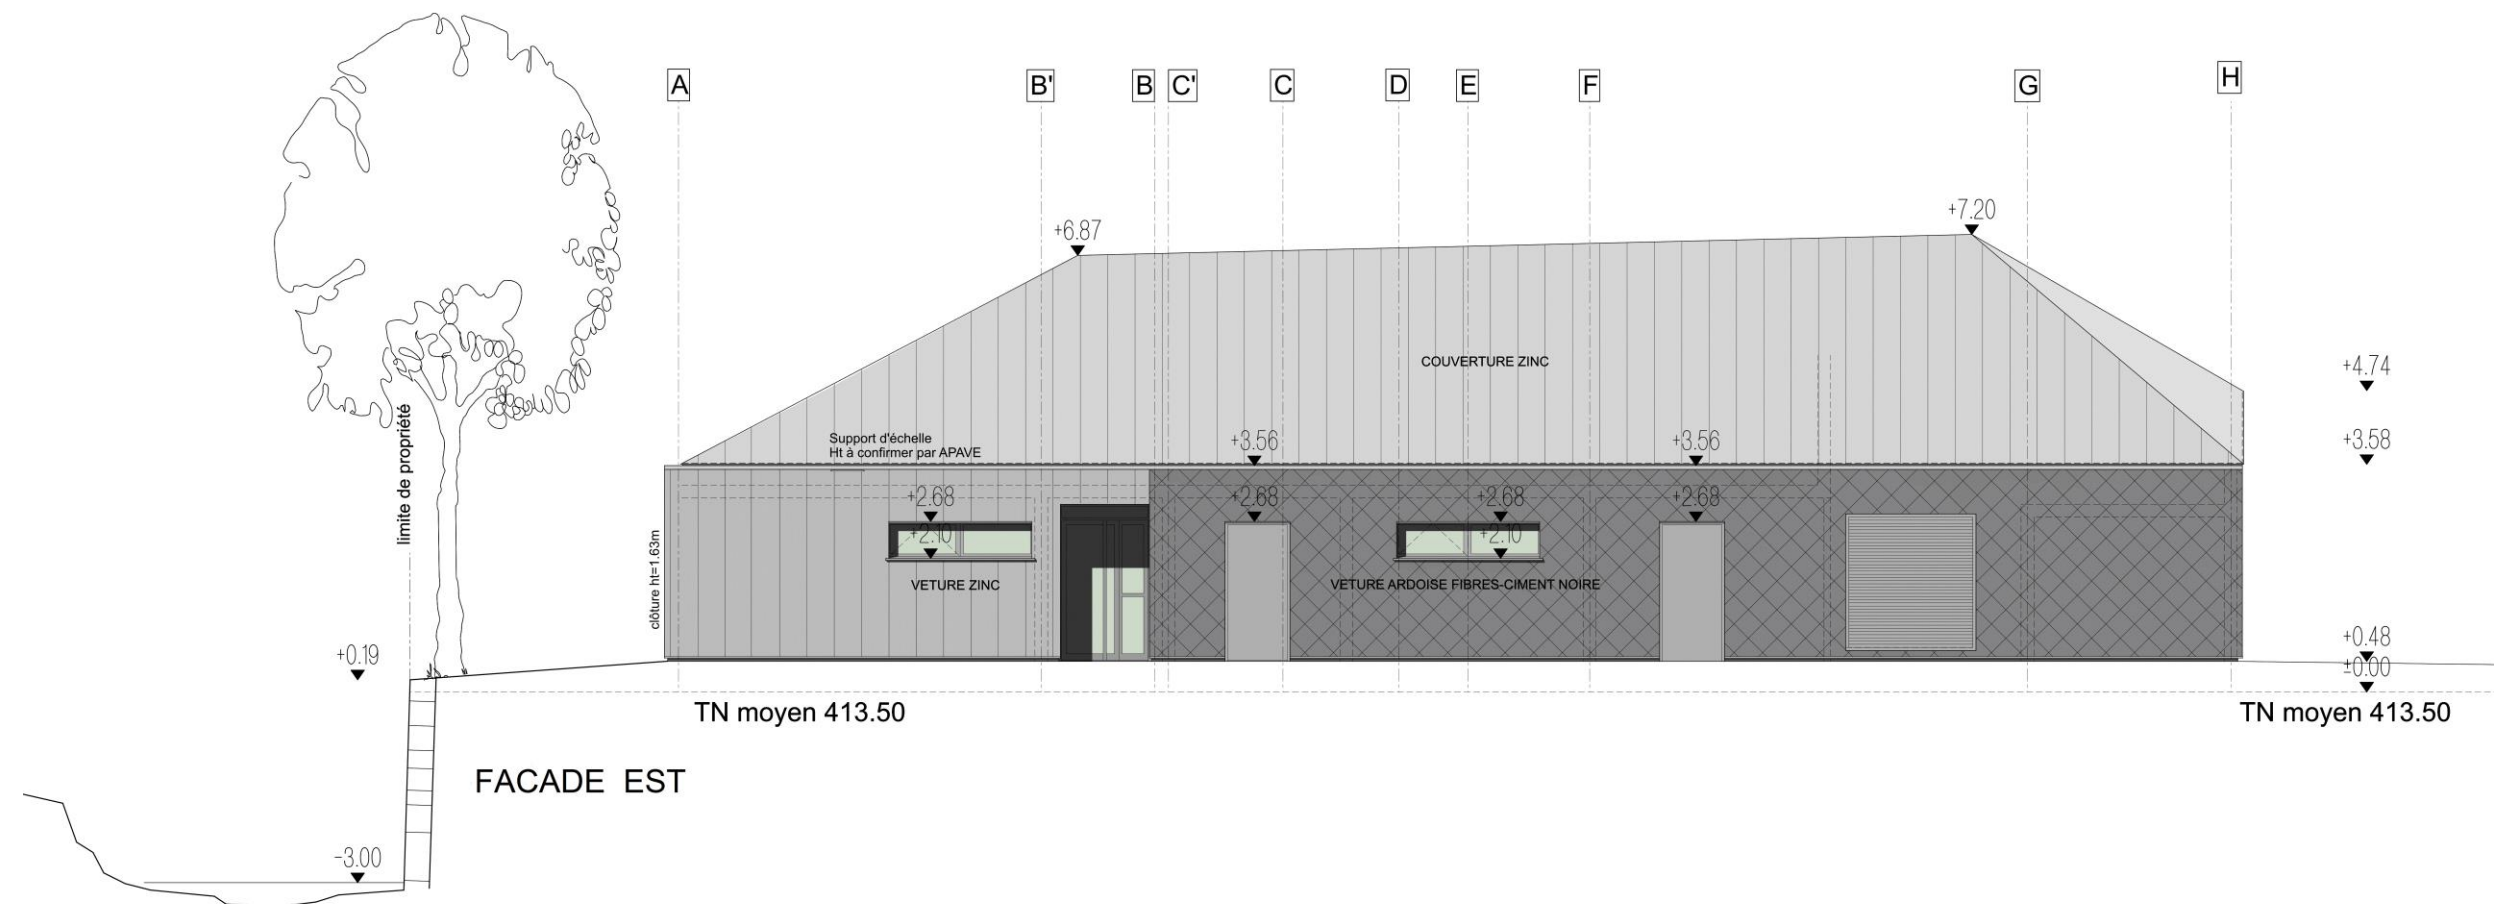 A
B'
B
C'
C
D
E
F
G
H
+7.20
+6.87
COUVERTURE ZINC
+4.74
limite de propriété
Support d'échelle
Ht à confirmer par APAVE
+3.56
+3.56
+3.58
+2.68
+2.68
+2.68
+2.68
+2.10
+2.10
clôture ht=1.63m
VETURE ZINC
VETURE ARDOISE FIBRES-CIMENT NOIRE
+0.19
+0.48
±0.00
TN moyen 413.50
TN moyen 413.50
FACADE EST
-3.00